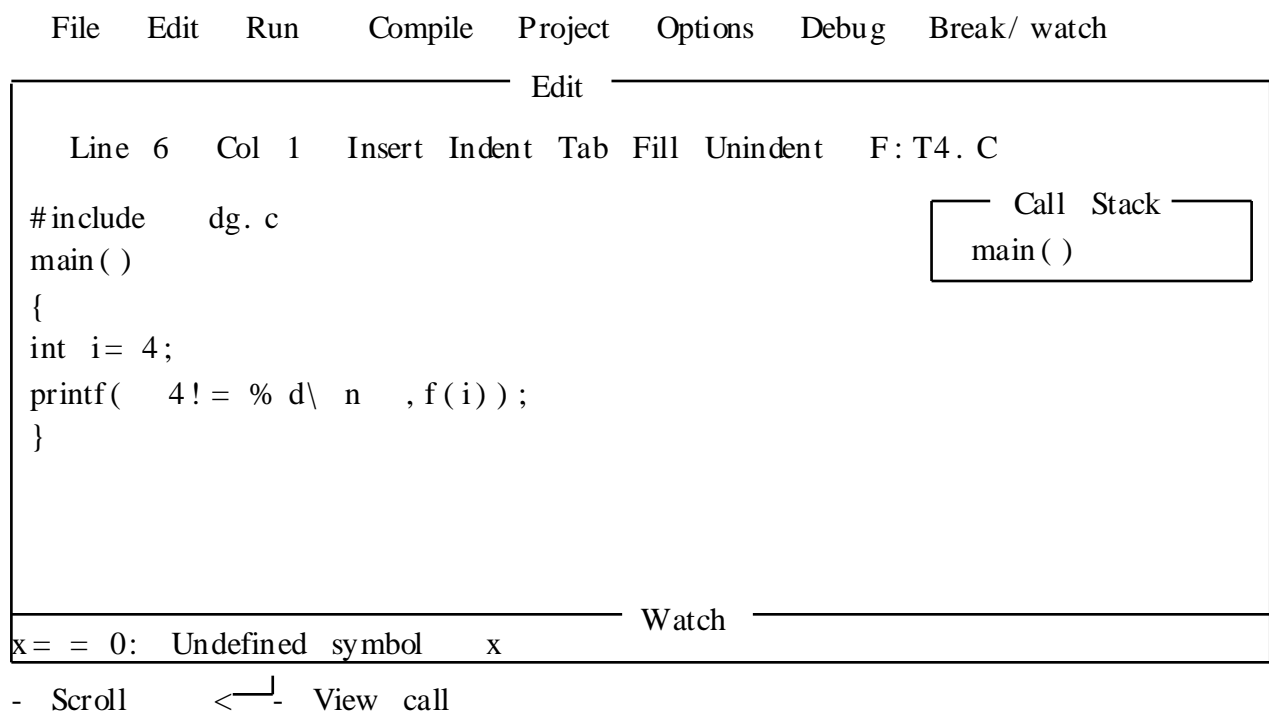 File Edit Run Compile Project Options Debug Break/ watch
Edit
Line 6 Col 1 Insert Indent Tab Fill Unindent F: T4. C
#include dg. c
main( )
{
int i= 4;
printf( 4! = % d\ n , f( i) );
}
Call Stack
main( )
Watch
x= = 0: Undefined symbol x
- Scroll <┘- View call